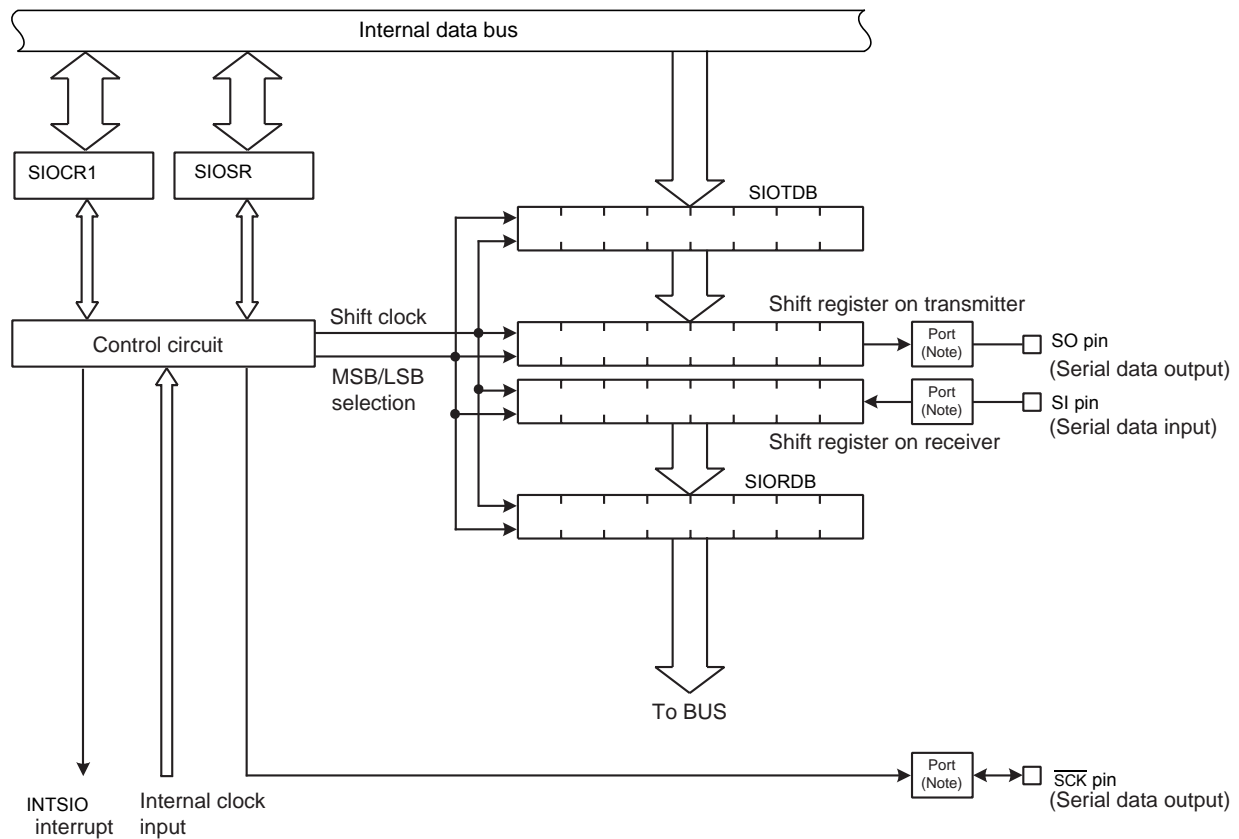 Internal data bus
SIOCR1
SIOSR
SIOTDB
Shift register on transmitter
Shift clock
Control circuit
MSB/LSB
selection
Port
(Note)
SO pin
(Serial data output)
Port
(Note)
SI pin
(Serial data input)
Shift register on receiver
SIORDB
To BUS
INTSIO
interrupt
Internal clock
input
Port
(Note)
S̅C̅K̅ pin
(Serial data output)